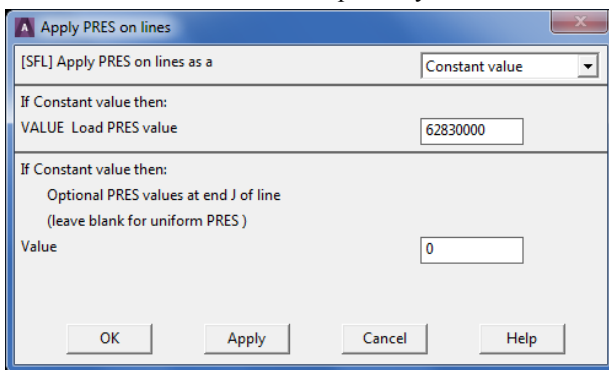 Apply PRES on lines
[SFL] Apply PRES on lines as a Constant value
If Constant value then:
VALUE Load PRES value 62830000
If Constant value then:
Optional PRES values at end J of line
(leave blank for uniform PRES )
Value 0
OK Apply Cancel Help